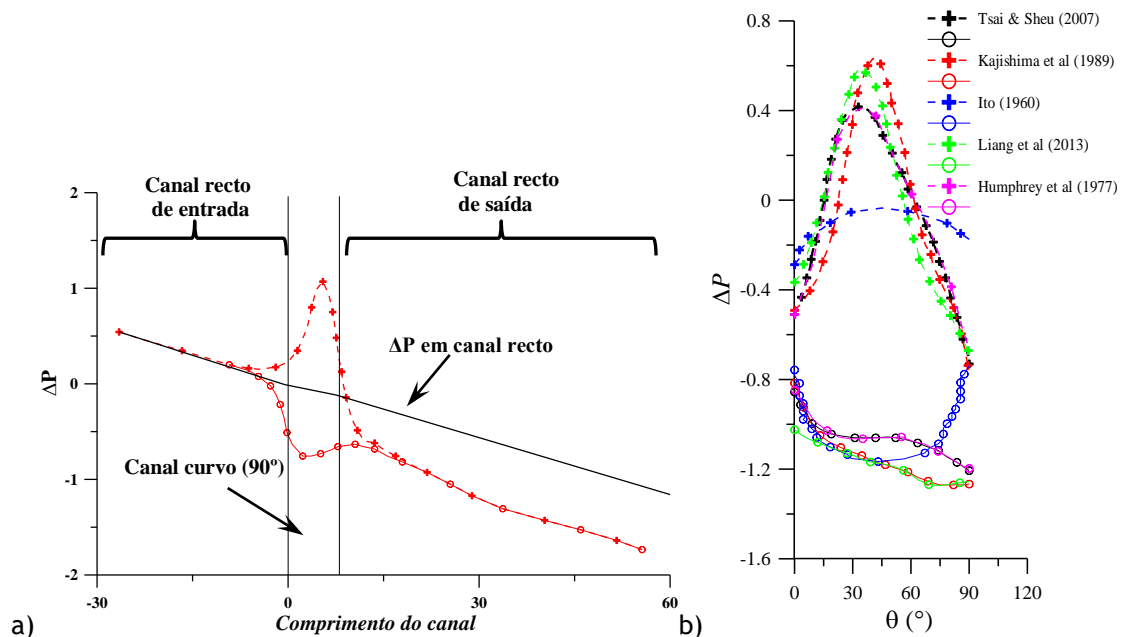 Canal recto
de entrada
Canal recto
de saída
ΔP em canal recto
Canal curvo (90º)
2
1
0
-1
-2
ΔP
-30
0
30
60
Comprimento do canal
a)
Tsai & Sheu (2007)
Kajishima et al (1989)
Ito (1960)
Liang et al (2013)
Humphrey et al (1977)
0.8
0.4
0
-0.4
-0.8
-1.2
-1.6
ΔP
0
30
60
90
120
θ (°)
b)